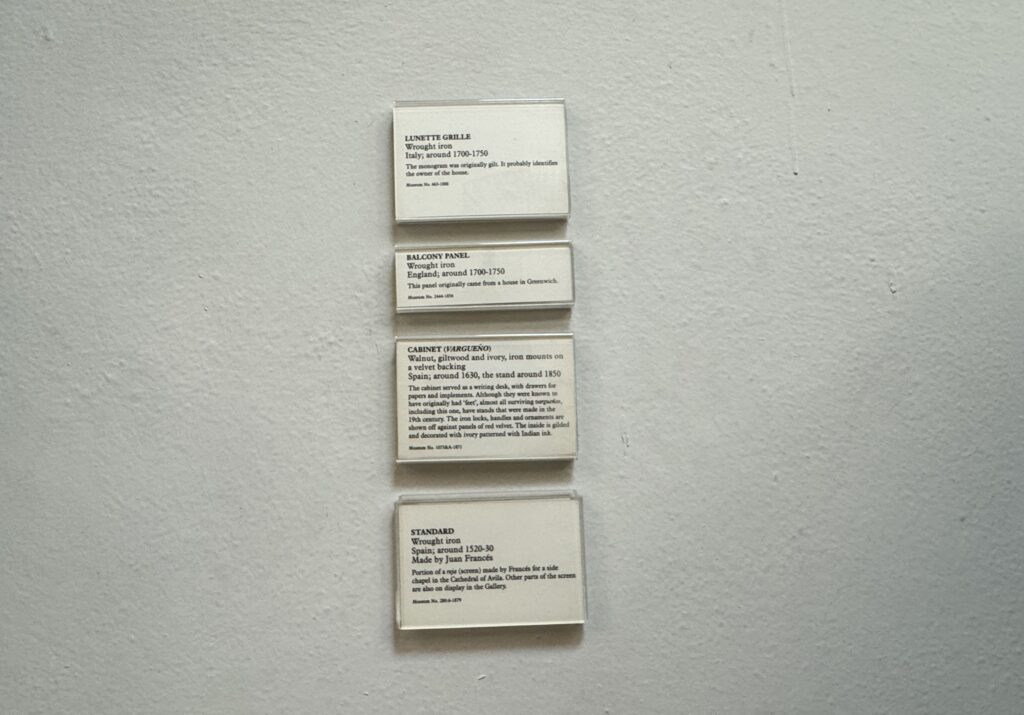 LUNETTE GRILLE
Wrought iron
Italy; around 1700-1750
The monogram was originally gilt. It probably identifies
the owner of the house.
Museum No.
BALCONY PANEL
Wrought iron
England; around 1700-1750
This panel originally came from a house in Greenwich.
Museum No.
CABINET (VARGUEÑO)
Walnut, giltwood and ivory, iron mounts on
a velvet backing
Spain; around 1630, the stand around 1850
The cabinet served as a writing desk, with drawers for
papers and implements. Although they were known to
have originally had 'feet', almost all surviving vargueños,
including this one, have stands that were made in the
19th century. The iron locks, handles and ornaments are
shown off against panels of red velvet. The inside is gilded
and decorated with ivory patterned with Indian ink.
Museum No.
STANDARD
Wrought iron
Spain; around 1520-30
Made by Juan Francés
Portion of a reja (screen) made by Francés for a side
chapel in the Cathedral of Avila. Other parts of the screen
are also on display in the Gallery.
Museum No.